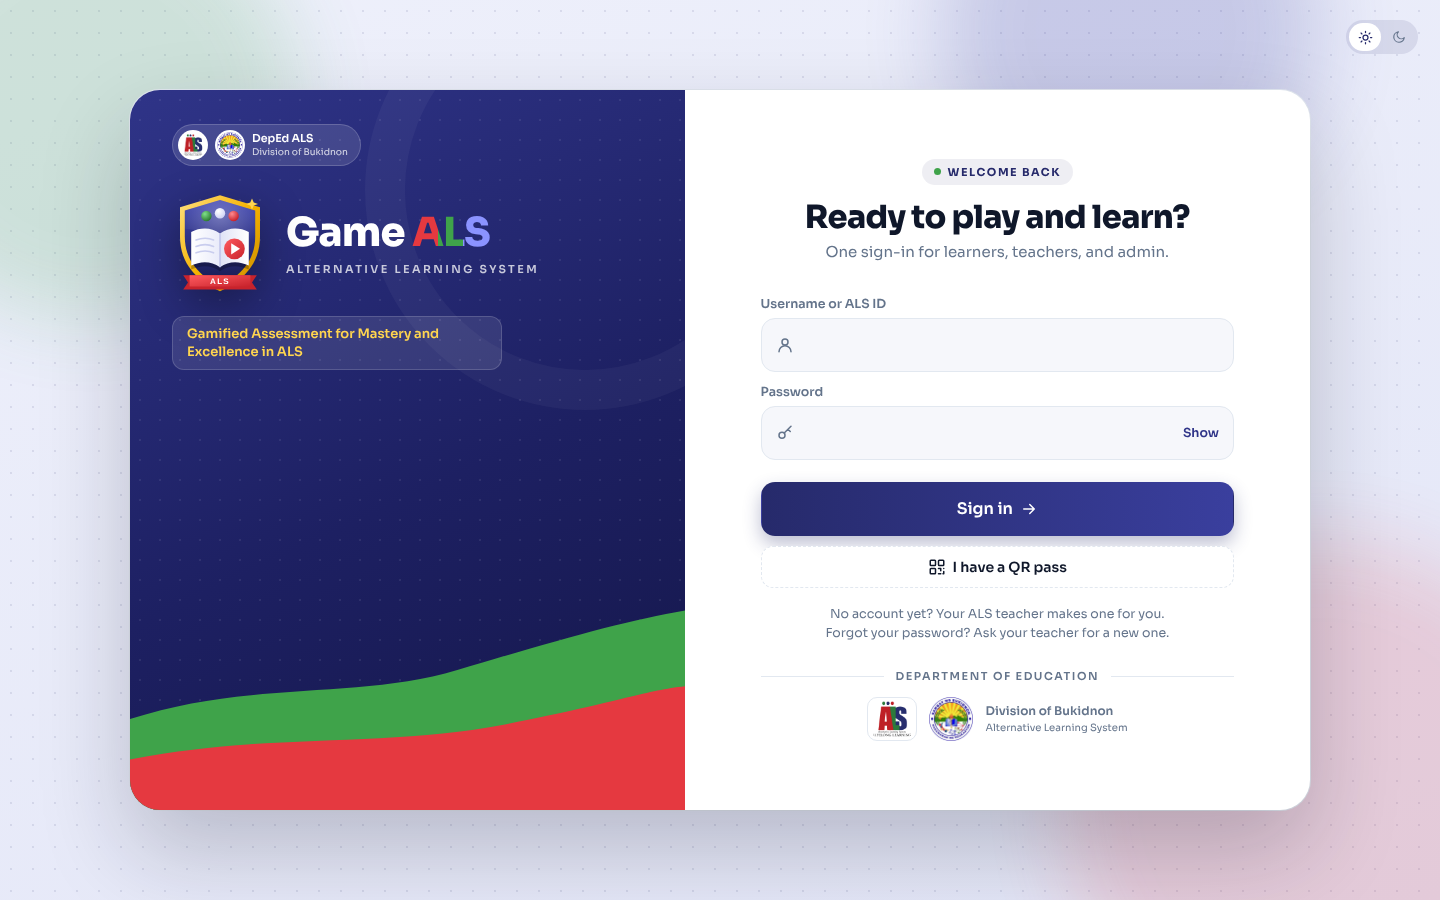 DepEd ALS
Division of Bukidnon
Game ALS
ALTERNATIVE LEARNING SYSTEM
ALS
Gamified Assessment for Mastery and
Excellence in ALS
WELCOME BACK
Ready to play and learn?
One sign-in for learners, teachers, and admin.
Username or ALS ID
Password
Show
Sign in →
I have a QR pass
No account yet? Your ALS teacher makes one for you.
Forgot your password? Ask your teacher for a new one.
DEPARTMENT OF EDUCATION
ALS
Division of Bukidnon
Alternative Learning System